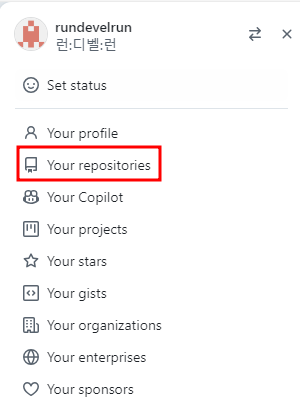 rundevelrun
런:디벨:런
Set status
Your profile
Your repositories
Your Copilot
Your projects
Your stars
Your gists
Your organizations
Your enterprises
Your sponsors